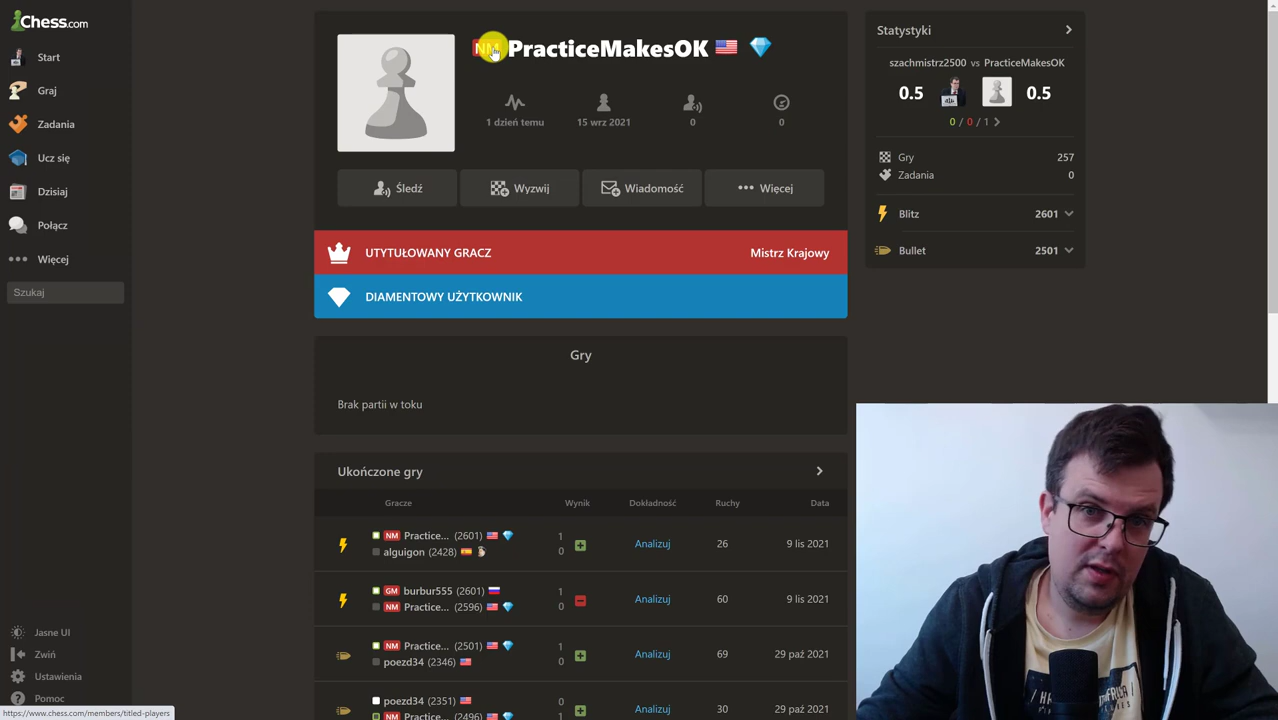 Chess.com
Start
Graj
Zadania
Ucz się
Dzisiaj
Połącz
Więcej
Szukaj
Jasne UI
Zwiń
Ustawienia
Pomoc
https://www.chess.com/members/titled-players
NM PracticeMakesOK
1 dzień temu
15 wrz 2021
0
0
Śledź
Wyzwij
Wiadomość
Więcej
UTYTUŁOWANY GRACZ Mistrz Krajowy
DIAMENTOWY UŻYTKOWNIK
Gry
Brak partii w toku
Ukończone gry
Gracze Wynik Dokładność Ruchy Data
NM Practice... (2601) 1
alguigon (2428) 0
Analizuj 26 9 lis 2021
GM burbur555 (2601) 1
NM Practice... (2596) 0
Analizuj 60 9 lis 2021
NM Practice... (2501) 1
poezd34 (2346) 0
Analizuj 69 29 paź 2021
poezd34 (2351) 0
NM Practice... (2496) 1
Analizuj 30 29 paź 2021
Statystyki
szachmistrz2500 vs PracticeMakesOK
0.5 0.5
0 / 0 / 1
Gry 257
Zadania 0
Blitz 2601
Bullet 2501